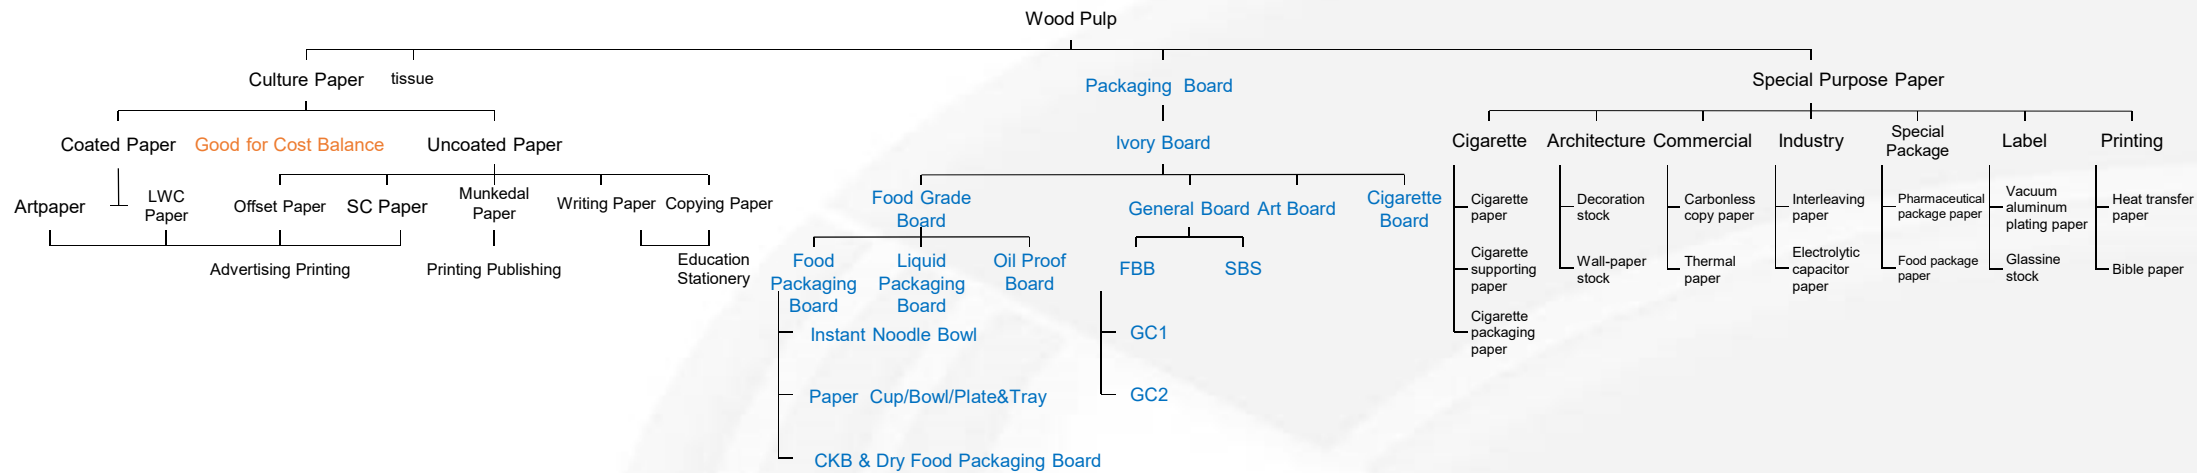 Wood Pulp
Culture Paper
tissue
Packaging Board
Special Purpose Paper
Coated Paper
Good for Cost Balance
Uncoated Paper
Ivory Board
Cigarette
Architecture
Commercial
Industry
Special
Package
Label
Printing
Artpaper
LWC
Paper
Offset Paper
SC Paper
Munkedal
Paper
Writing Paper
Copying Paper
Food Grade
Board
General Board
Art Board
Cigarette
Board
Cigarette
paper
Decoration
stock
Carbonless
copy paper
Interleaving
paper
Pharmaceutical
package paper
Vacuum
aluminum
plating paper
Heat transfer
paper
Advertising Printing
Printing Publishing
Education
Stationery
Food
Packaging
Board
Liquid
Packaging
Board
Oil Proof
Board
FBB
SBS
Cigarette
supporting
paper
Wall-paper
stock
Thermal
paper
Electrolytic
capacitor
paper
Food package
paper
Glassine
stock
Bible paper
Instant Noodle Bowl
GC1
Cigarette
packaging
paper
Paper Cup/Bowl/Plate&Tray
GC2
CKB & Dry Food Packaging Board